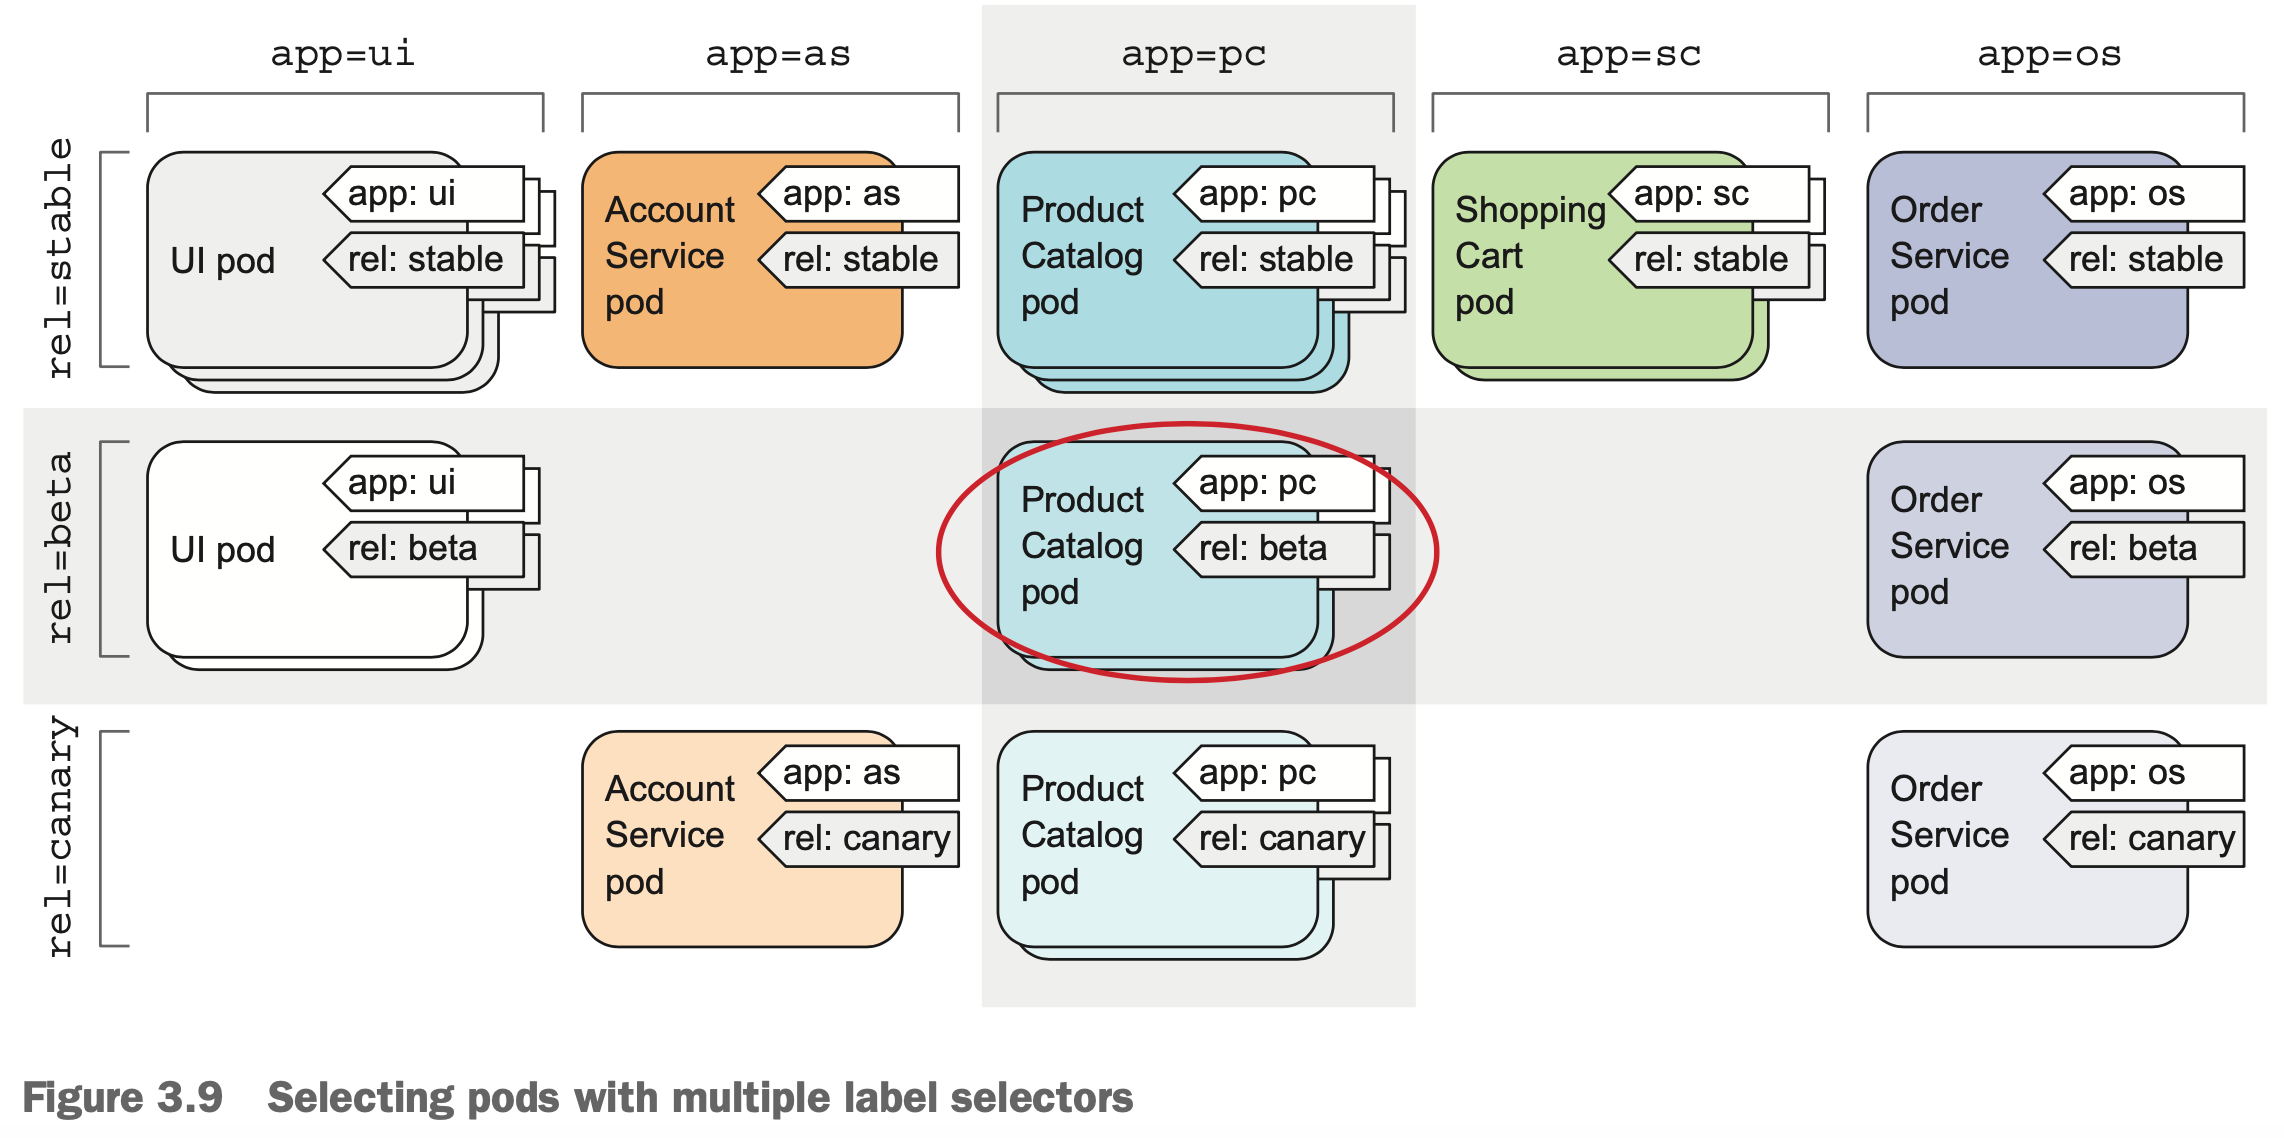 app=ui app=as app=pc app=sc app=os
rel=stable
UI pod
app: ui
rel: stable
Account
Service
pod
app: as
rel: stable
Product
Catalog
pod
app: pc
rel: stable
Shopping
Cart
pod
app: sc
rel: stable
Order
Service
pod
app: os
rel: stable
rel=beta
UI pod
app: ui
rel: beta
Product
Catalog
pod
app: pc
rel: beta
Order
Service
pod
app: os
rel: beta
rel=canary
Account
Service
pod
app: as
rel: canary
Product
Catalog
pod
app: pc
rel: canary
Order
Service
pod
app: os
rel: canary
Figure 3.9 Selecting pods with multiple label selectors